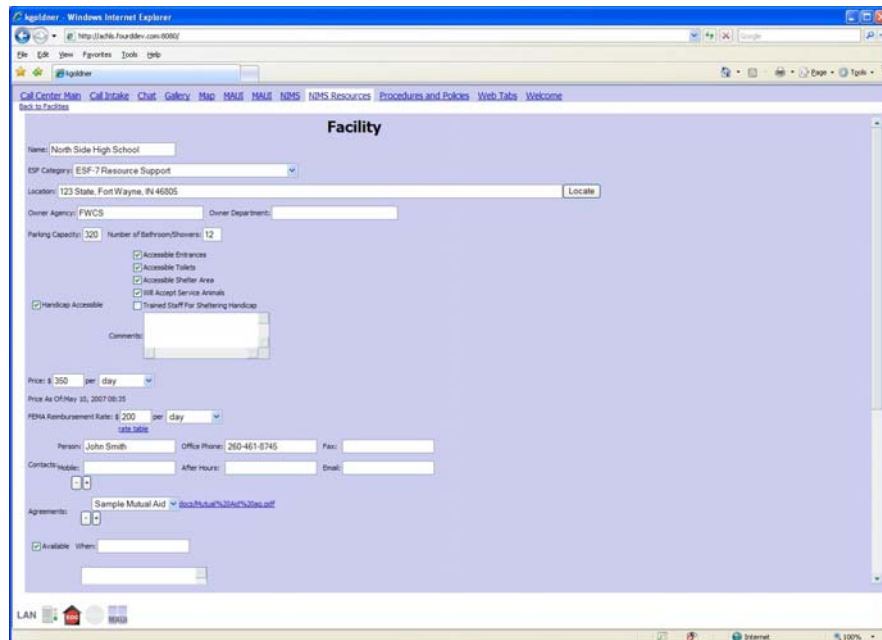 kgoldner - Windows Internet Explorer
http://achls.fourddev.com:8080/
Google
File Edit View Favorites Tools Help
kgoldner
Page Tools
Call Center Main Call Intake Chat Gallery Map MAUI MAUI NIMS NIMS Resources Procedures and Policies Web Tabs Welcome
Back to Facilities
Facility
Name: North Side High School
ESF Category: ESF-7 Resource Support
Location: 123 State, Fort Wayne, IN 46805 Locate
Owner Agency: FWCS Owner Department:
Parking Capacity: 320 Number of Bathroom/Showers: 12
Accessible Entrances
Accessible Toilets
Accessible Shelter Area
Will Accept Service Animals
Handicap Accessible Trained Staff For Sheltering Handicap
Comments:
Price: $ 350 per day
Price As Of:May 10, 2007 08:35
FEMA Reimbursement Rate: $ 200 per day
rate table
Person: John Smith Office Phone: 260-461-8745 Fax:
Contacts: Mobile: After Hours: Email:
- +
Agreements: Sample Mutual Aid docs/Mutual%20Aid%20ag.pdf
- +
Available When:
LAN EOC MAUI
Internet 100%